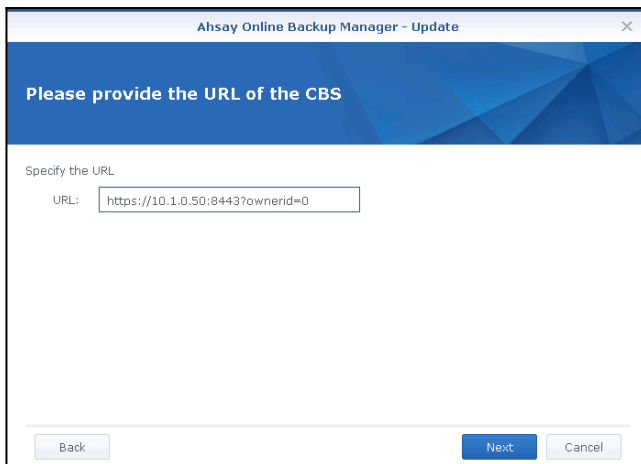 Ahsay Online Backup Manager - Update
Please provide the URL of the CBS
Specify the URL
URL: https://10.1.0.50:8443?ownerid=0
Back Next Cancel